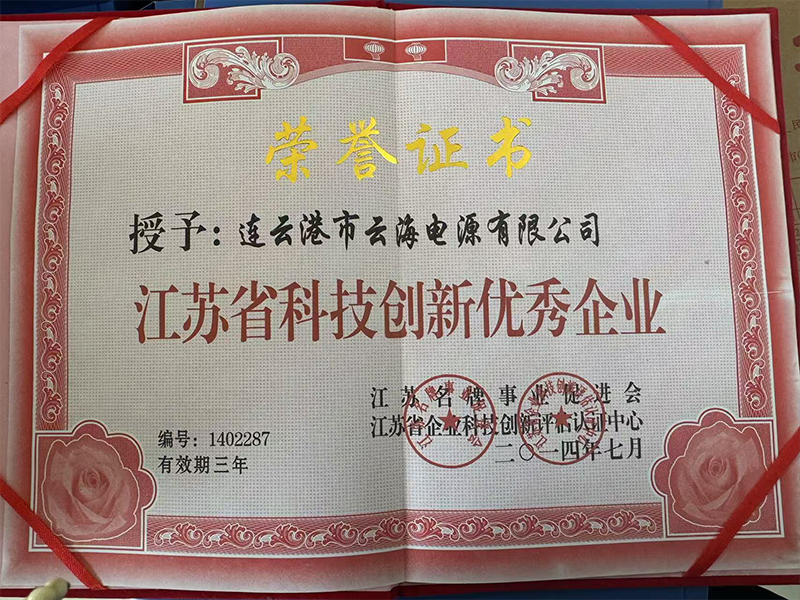 荣誉证书
授予：连云港市云海电源有限公司
江苏省科技创新优秀企业
江苏名牌事业促进会
江苏省企业科技创新评估认证中心
二〇一四年七月
编号：1402287
有效期三年